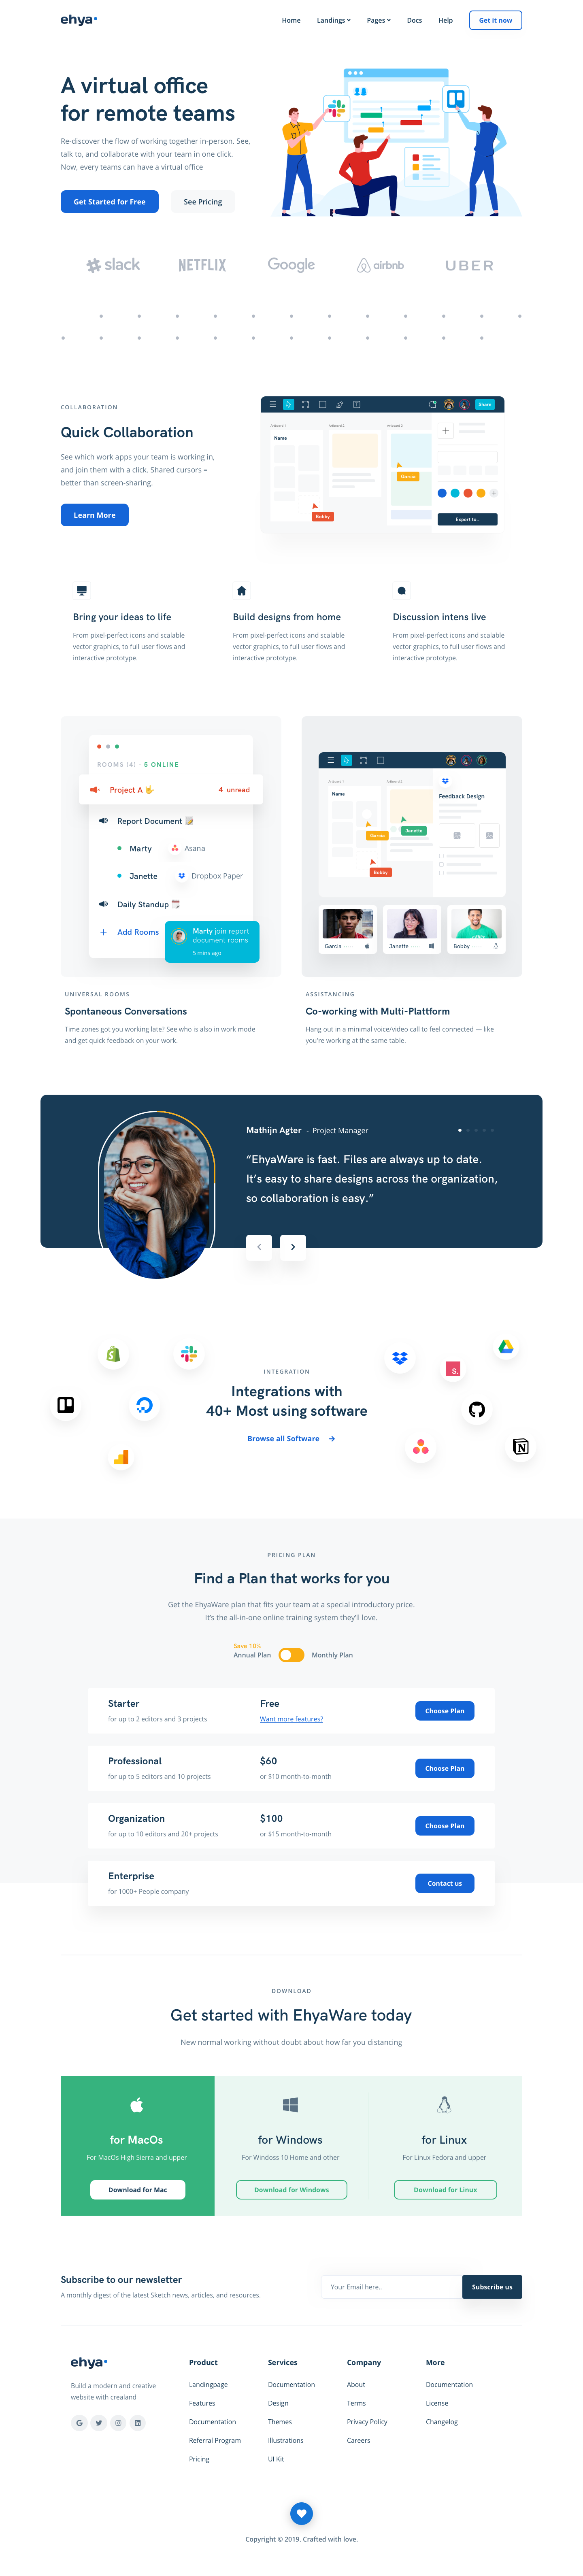 ehya
Home Landings Pages Docs Help Get it now
A virtual office
for remote teams
Re-discover the flow of working together in-person. See,
talk to, and collaborate with your team in one click.
Now, every teams can have a virtual office
Get Started for Free See Pricing
slack NETFLIX Google airbnb UBER
COLLABORATION
Quick Collaboration
See which work apps your team is working in,
and join them with a click. Shared cursors =
better than screen-sharing.
Learn More
Share
Artboard 1 Artboard 2 Artboard 3
Name
Garcia
Bobby
Export to..
Bring your ideas to life
From pixel-perfect icons and scalable
vector graphics, to full user flows and
interactive prototype.
Build designs from home
From pixel-perfect icons and scalable
vector graphics, to full user flows and
interactive prototype.
Discussion intens live
From pixel-perfect icons and scalable
vector graphics, to full user flows and
interactive prototype.
ROOMS (4) - 5 ONLINE
Project A 🤟 4 unread
Report Document 📝
Marty Asana
Janette Dropbox Paper
Daily Standup
Add Rooms
Marty join report
document rooms
5 mins ago
UNIVERSAL ROOMS
Spontaneous Conversations
Time zones got you working late? See who is also in work mode
and get quick feedback on your work.
Artboard 1 Artboard 2
Name
Feedback Design
Janette
Garcia
Bobby
Garcia Janette Bobby
ASSISTANCING
Co-working with Multi-Plattform
Hang out in a minimal voice/video call to feel connected — like
you're working at the same table.
Mathijn Agter - Project Manager
“EhyaWare is fast. Files are always up to date.
It’s easy to share designs across the organization,
so collaboration is easy.”
INTEGRATION
Integrations with
40+ Most using software
Browse all Software
PRICING PLAN
Find a Plan that works for you
Get the EhyaWare plan that fits your team at a special introductory price.
It’s the all-in-one online training system they’ll love.
Save 10%
Annual Plan Monthly Plan
Starter Free
for up to 2 editors and 3 projects Want more features?
Choose Plan
Professional $60
for up to 5 editors and 10 projects or $10 month-to-month
Choose Plan
Organization $100
for up to 10 editors and 20+ projects or $15 month-to-month
Choose Plan
Enterprise
for 1000+ People company
Contact us
DOWNLOAD
Get started with EhyaWare today
New normal working without doubt about how far you distancing
for MacOs
For MacOs High Sierra and upper
Download for Mac
for Windows
For Windoss 10 Home and other
Download for Windows
for Linux
For Linux Fedora and upper
Download for Linux
Subscribe to our newsletter
A monthly digest of the latest Sketch news, articles, and resources.
Your Email here.. Subscribe us
ehya
Build a modern and creative
website with crealand
Product
Landingpage
Features
Documentation
Referral Program
Pricing
Services
Documentation
Design
Themes
Illustrations
UI Kit
Company
About
Terms
Privacy Policy
Careers
More
Documentation
License
Changelog
Copyright © 2019. Crafted with love.